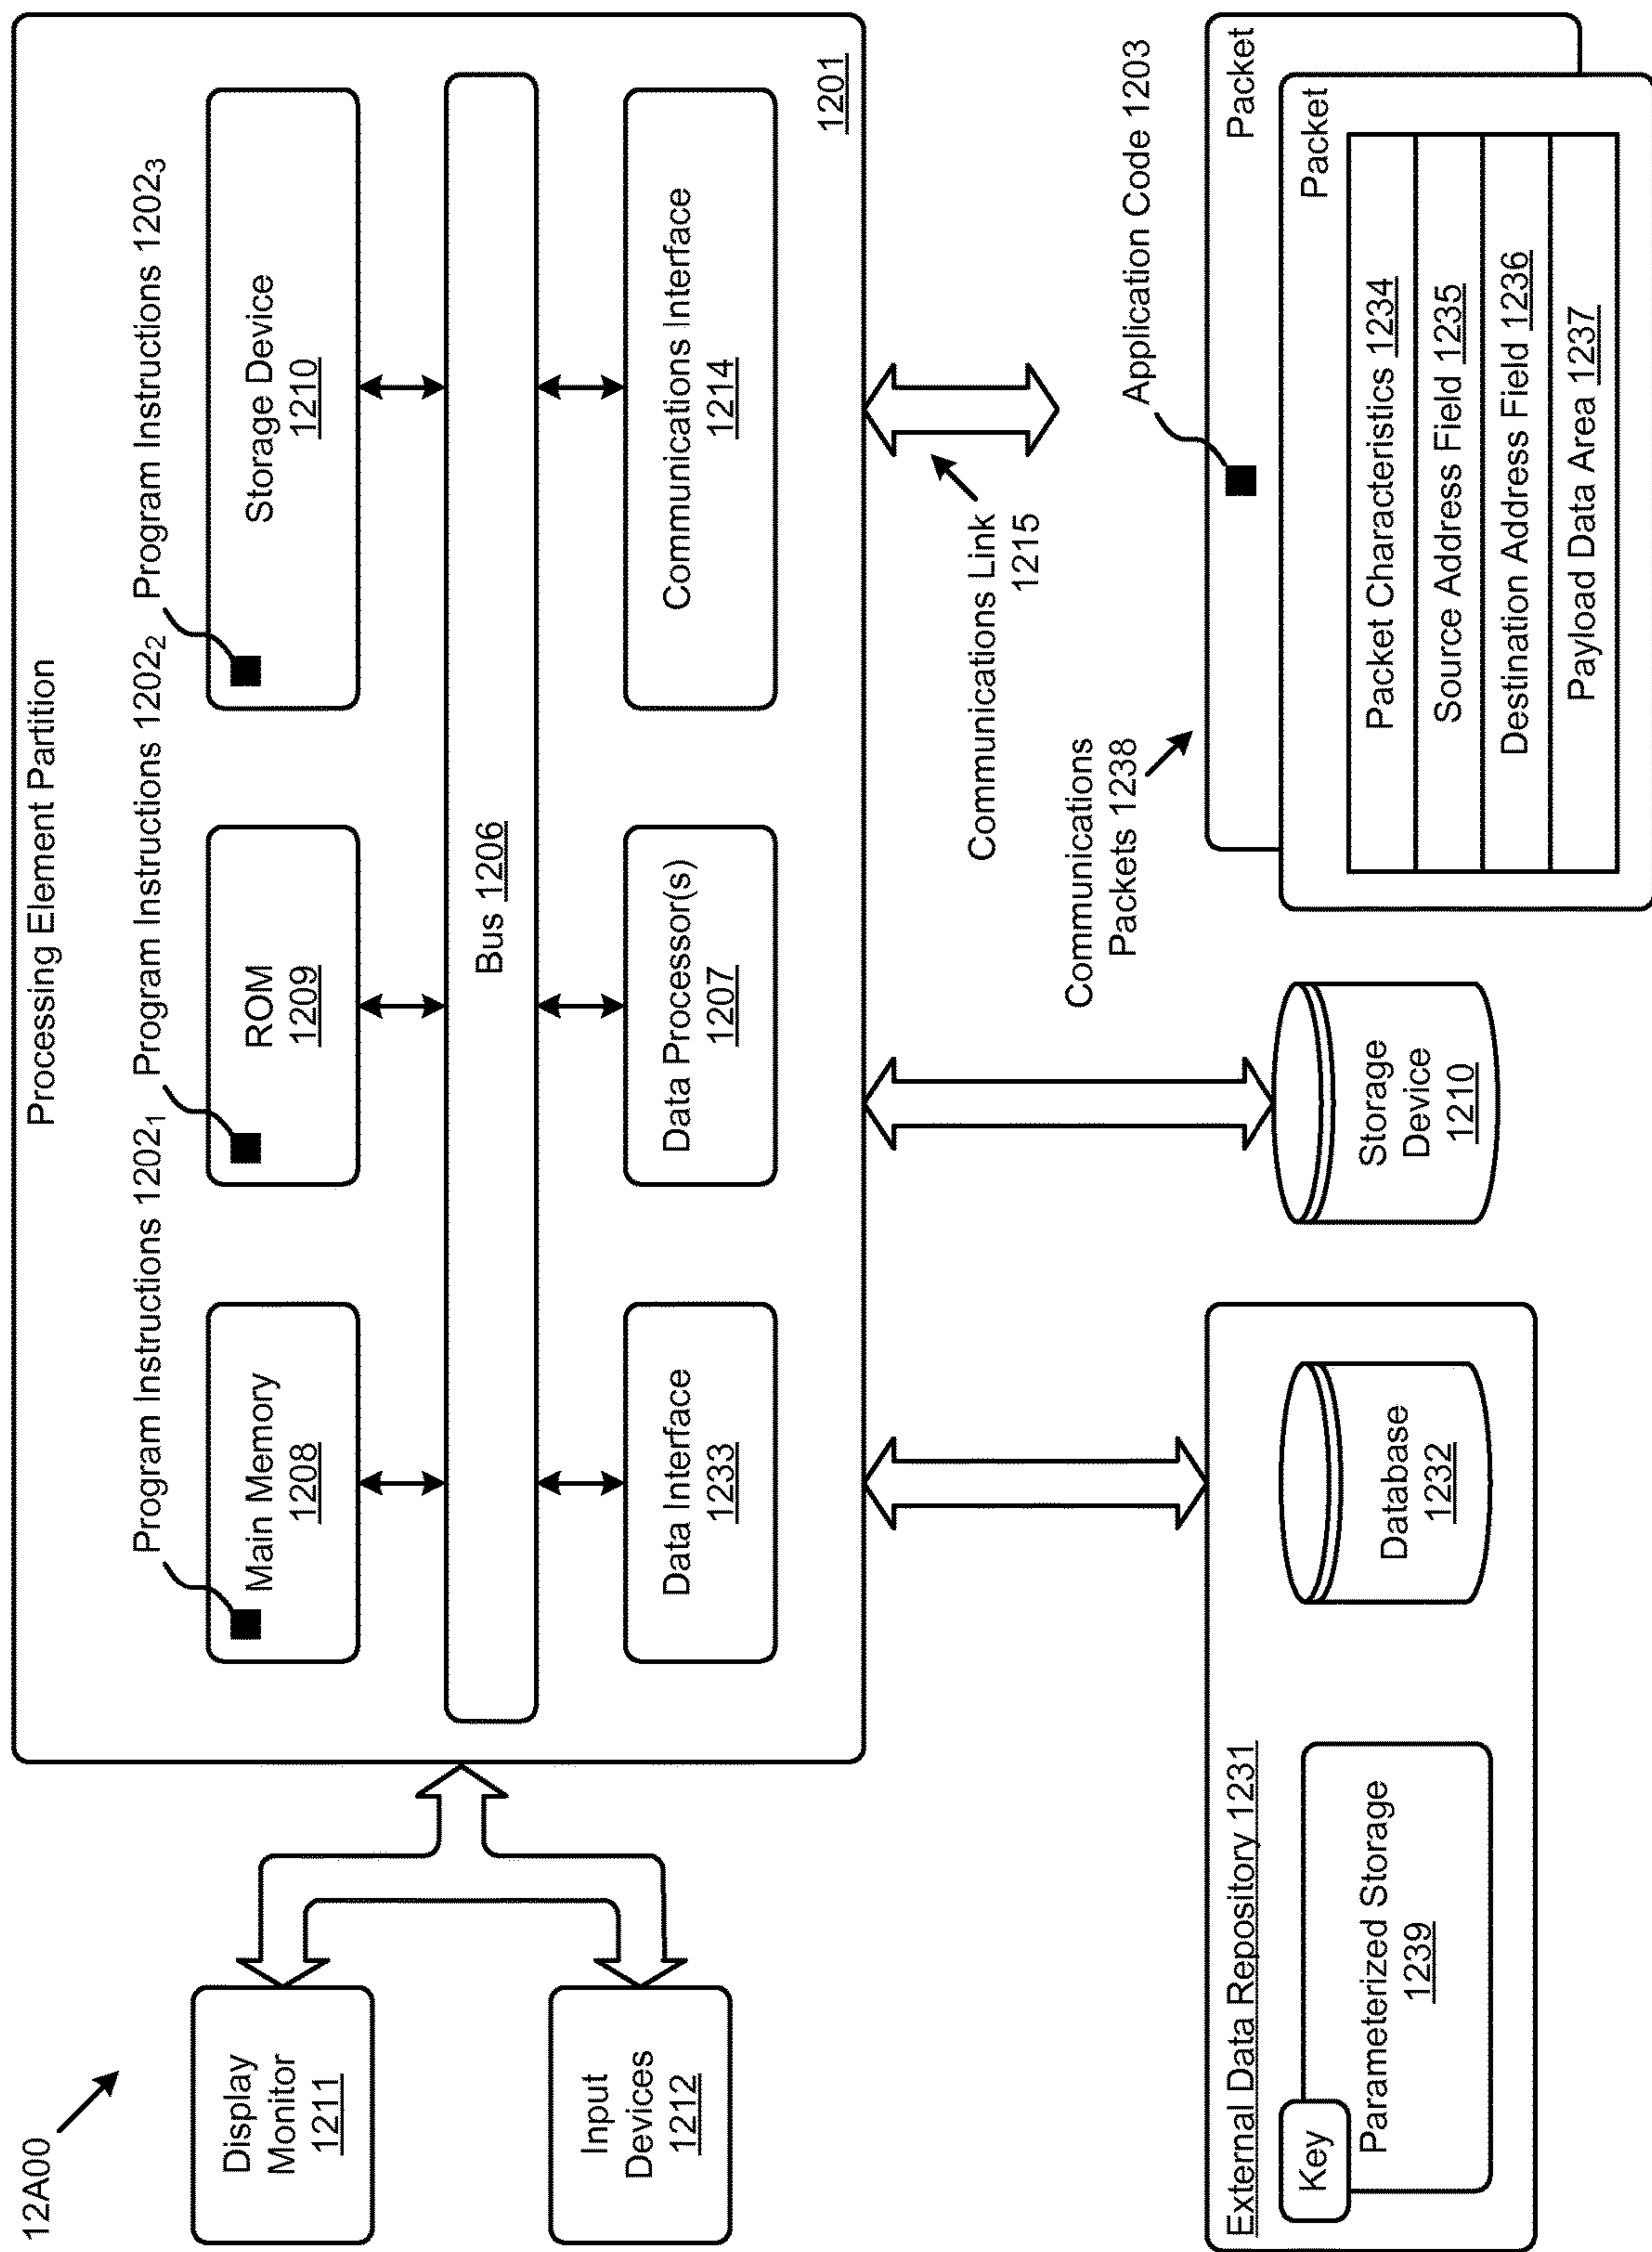 12A00
Processing Element Partition
Program Instructions 1202₁
Program Instructions 1202₂
Program Instructions 1202₃
Display
Monitor
1211
Main Memory
1208
ROM
1209
Storage Device
1210
Bus 1206
Input
Devices
1212
Data Interface
1233
Data Processor(s)
1207
Communications Interface
1214
1201
Communications Link
1215
Communications
Packets 1238
Application Code 1203
External Data Repository 1231
Key
Parameterized Storage
1239
Database
1232
Storage
Device
1210
Packet
Packet
Packet Characteristics 1234
Source Address Field 1235
Destination Address Field 1236
Payload Data Area 1237